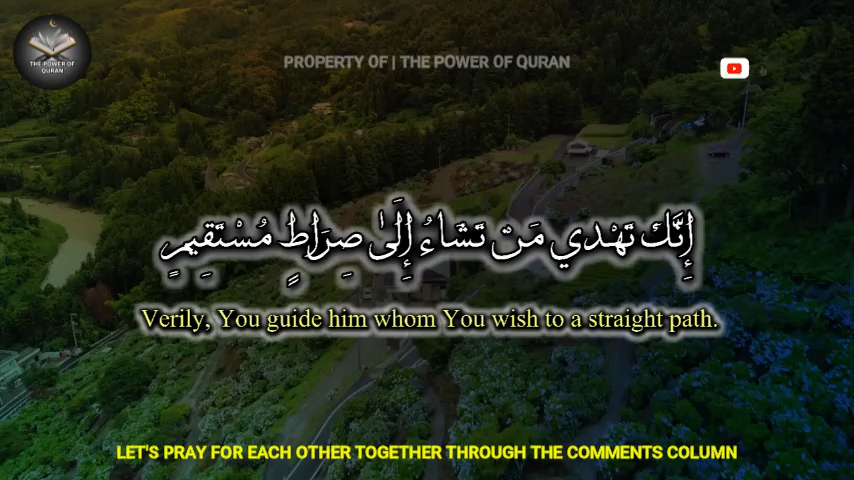 THE POWER OF
QURAN
PROPERTY OF | THE POWER OF QURAN
إِنَّكَ تَهْدي مَنْ تَشَاءُ إِلَىٰ صِرَاطٍ مُسْتَقِيمٍ
Verily, You guide him whom You wish to a straight path.
LET'S PRAY FOR EACH OTHER TOGETHER THROUGH THE COMMENTS COLUMN